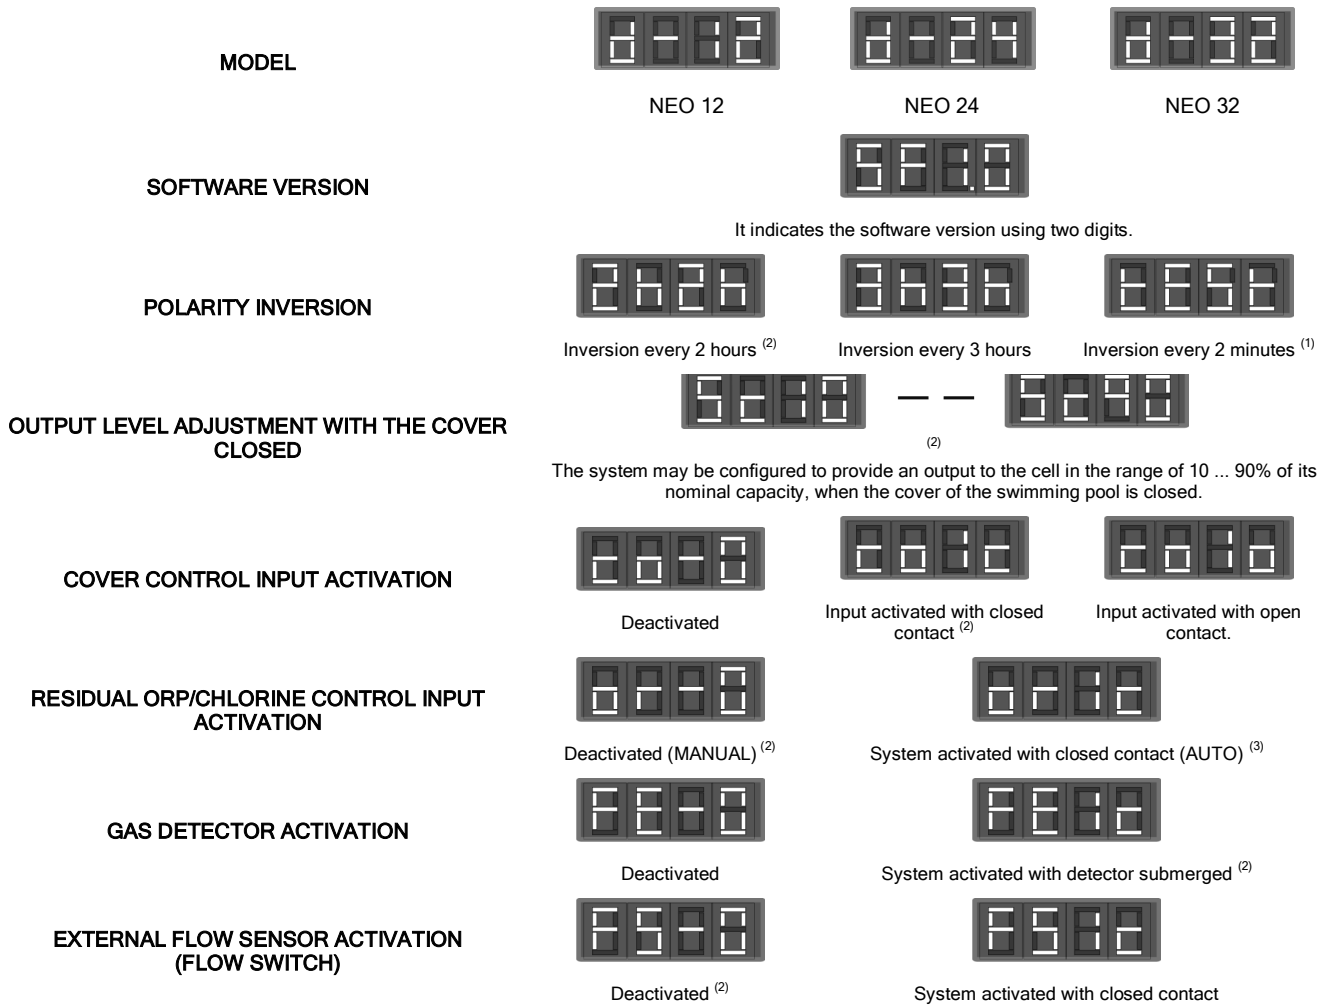 MODEL
NEO 12
NEO 24
NEO 32
SOFTWARE VERSION
It indicates the software version using two digits.
POLARITY INVERSION
Inversion every 2 hours (2)
Inversion every 3 hours
Inversion every 2 minutes (1)
OUTPUT LEVEL ADJUSTMENT WITH THE COVER
CLOSED
— —
(2)
The system may be configured to provide an output to the cell in the range of 10 ... 90% of its
nominal capacity, when the cover of the swimming pool is closed.
COVER CONTROL INPUT ACTIVATION
Deactivated
Input activated with closed
contact (2)
Input activated with open
contact.
RESIDUAL ORP/CHLORINE CONTROL INPUT
ACTIVATION
Deactivated (MANUAL) (2)
System activated with closed contact (AUTO) (3)
GAS DETECTOR ACTIVATION
Deactivated
System activated with detector submerged (2)
EXTERNAL FLOW SENSOR ACTIVATION
(FLOW SWITCH)
Deactivated (2)
System activated with closed contact